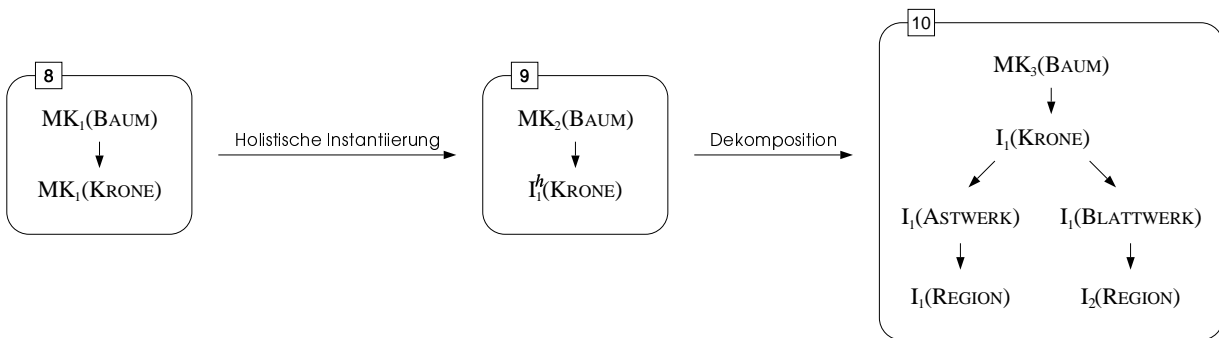 8
MK₁(BAUM)
MK₁(KRONE)
Holistische Instantiierung
9
MK₂(BAUM)
I₁ʰ(KRONE)
Dekomposition
10
MK₃(BAUM)
I₁(KRONE)
I₁(ASTWERK) I₁(BLATTWERK)
I₁(REGION) I₂(REGION)